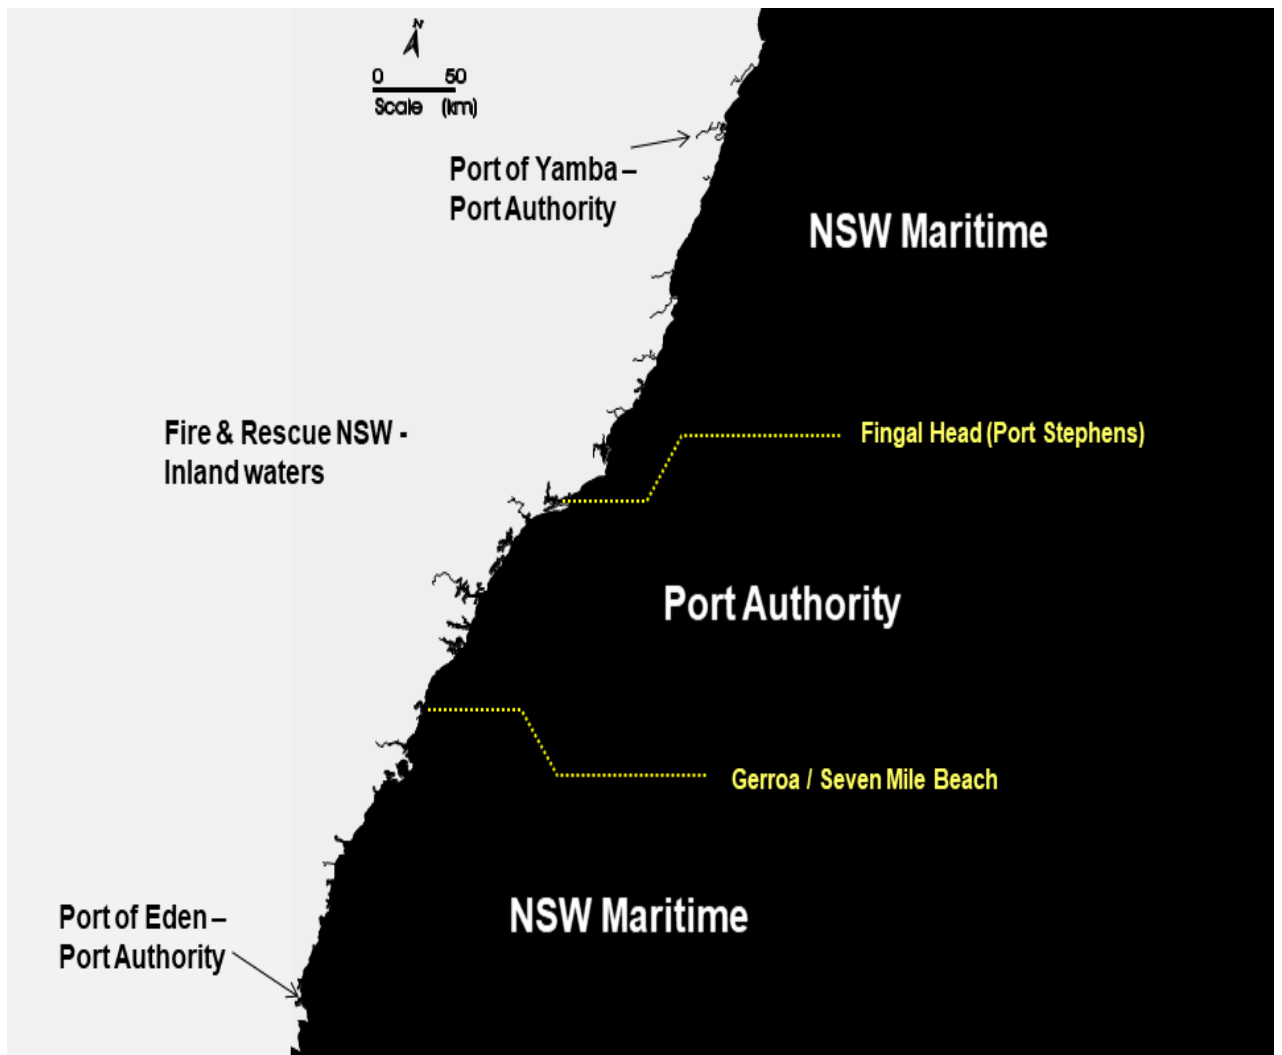 N
0 50
Scale (km)
Port of Yamba –
Port Authority
NSW Maritime
Fire & Rescue NSW -
Inland waters
Fingal Head (Port Stephens)
Port Authority
Gerroa / Seven Mile Beach
NSW Maritime
Port of Eden –
Port Authority